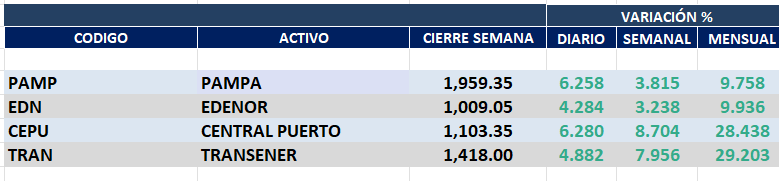 VARIACIÓN %
CODIGO ACTIVO CIERRE SEMANA DIARIO SEMANAL MENSUAL
PAMP PAMPA 1,959.35 6.258 3.815 9.758
EDN EDENOR 1,009.05 4.284 3.238 9.936
CEPU CENTRAL PUERTO 1,103.35 6.280 8.704 28.438
TRAN TRANSENER 1,418.00 4.882 7.956 29.203